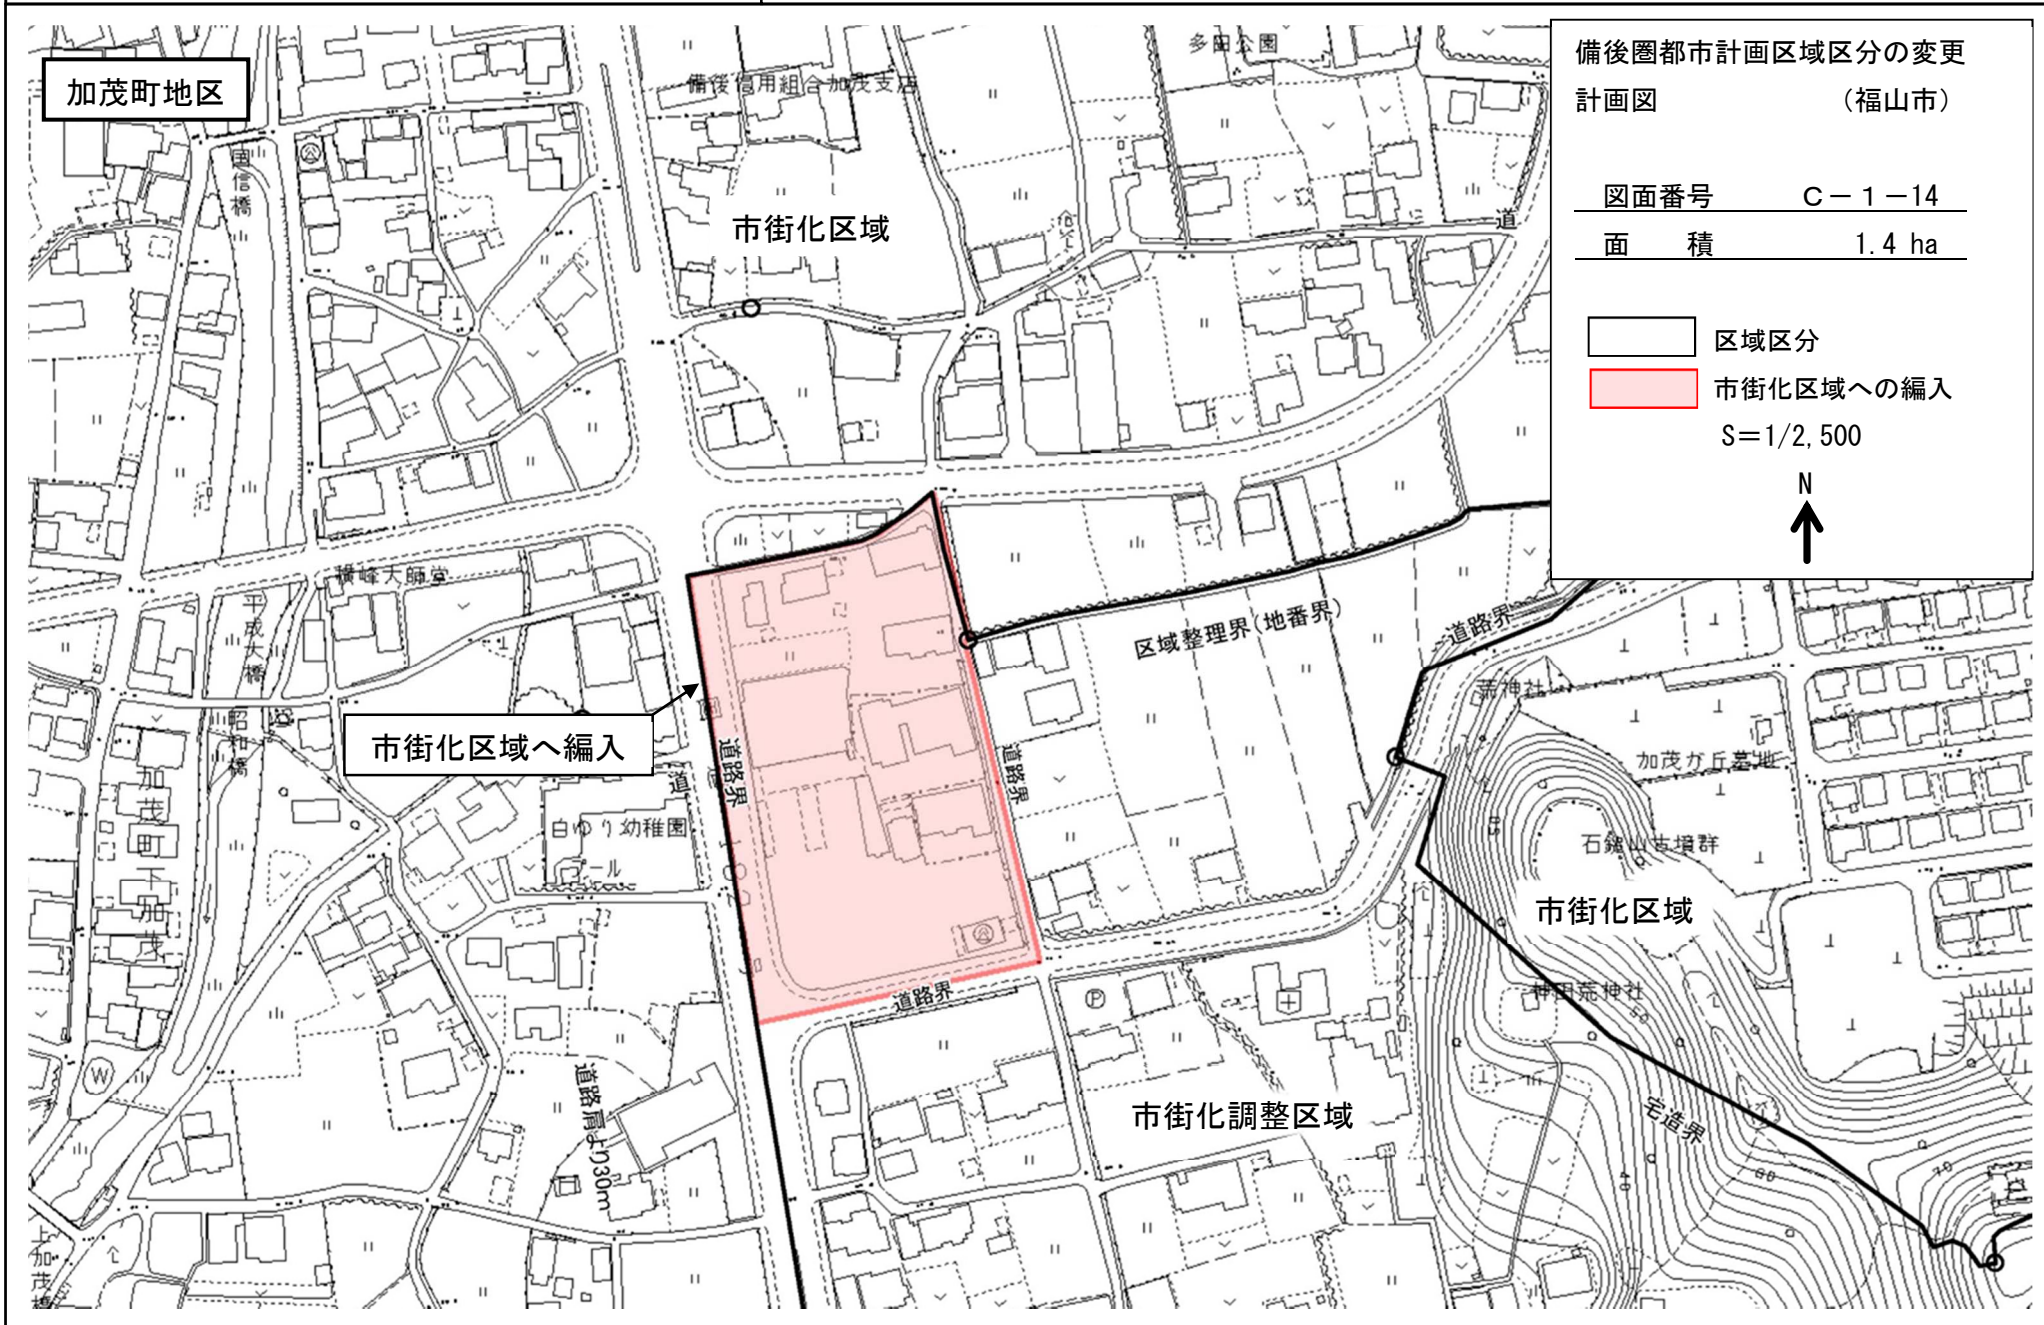 加茂町地区
備後圏都市計画区域区分の変更
計画図 （福山市）
図面番号 Ｃ－１－14
面 積 1.4 ha
区域区分
市街化区域への編入
S＝1/2,500
N
多田公園
備後信用組合加茂支店
国信橋
市街化区域
道
横峰大師堂
平成大橋
区域整理界(地番界)
道路界
荒神社
昭和橋
市街化区域へ編入
道路界
道路界
道
加茂が丘墓地
加茂町下加茂
白ゆり幼稚園
プール
石鎚山古墳群
市街化区域
道路界
神田荒神社
P
50
50
W
道路肩より30m
市街化調整区域
宅造界
40
60
70
上加茂橋